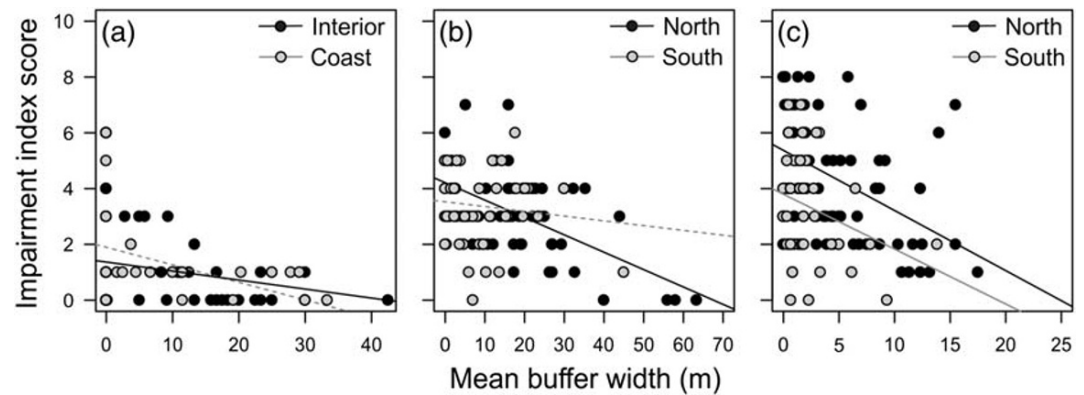 Impairment index score
10
8
6
4
2
0
(a)
Interior
Coast
0 10 20 30 40
(b)
North
South
0 10 20 30 40 50 60 70
(c)
North
South
0 5 10 15 20 25
Mean buffer width (m)